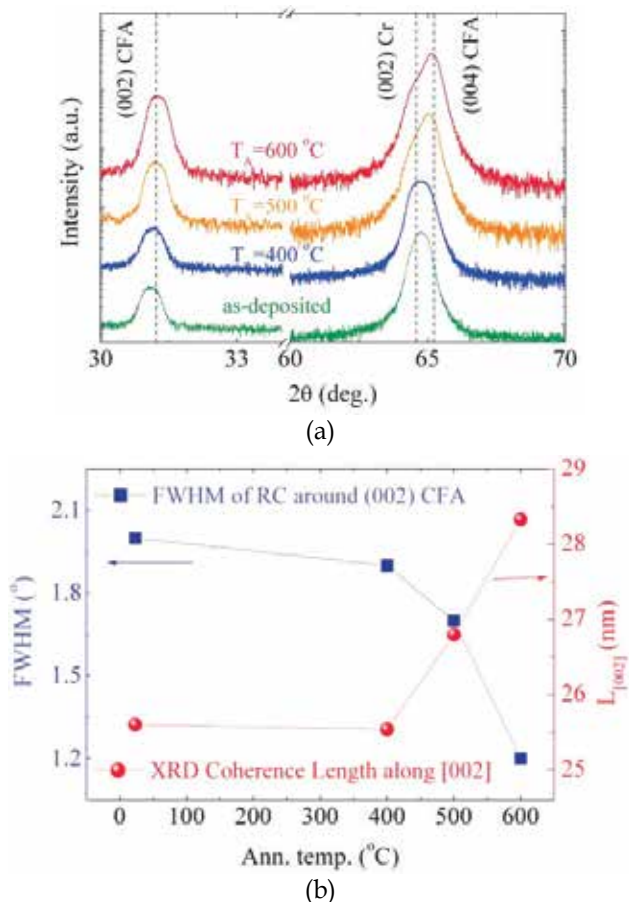 (002) CFA
(002) Cr
(004) CFA
Intensity (a.u.)
T_A=600 °C
T_A=500 °C
T_A=400 °C
as-deposited
30 33 60 65 70
2θ (deg.)
(a)
FWHM of RC around (002) CFA
XRD Coherence Length along [002]
FWHM (°)
2.1
1.8
1.5
1.2
L[002] (nm)
29
28
27
26
25
0 100 200 300 400 500 600
Ann. temp. (°C)
(b)